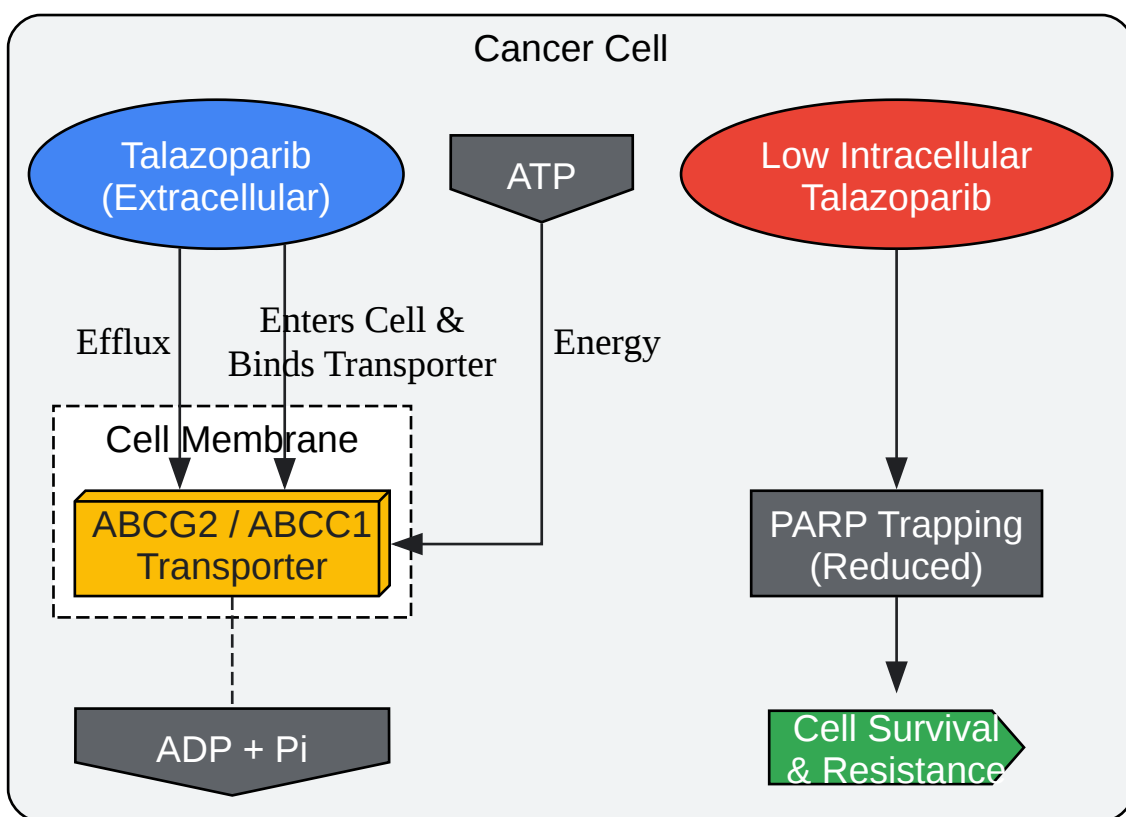 Cancer Cell
Talazoparib
(Extracellular)
ATP
Low Intracellular
Talazoparib
Efflux
Enters Cell &
Binds Transporter
Energy
Cell Membrane
ABCG2 / ABCC1
Transporter
PARP Trapping
(Reduced)
ADP + Pi
Cell Survival
& Resistance